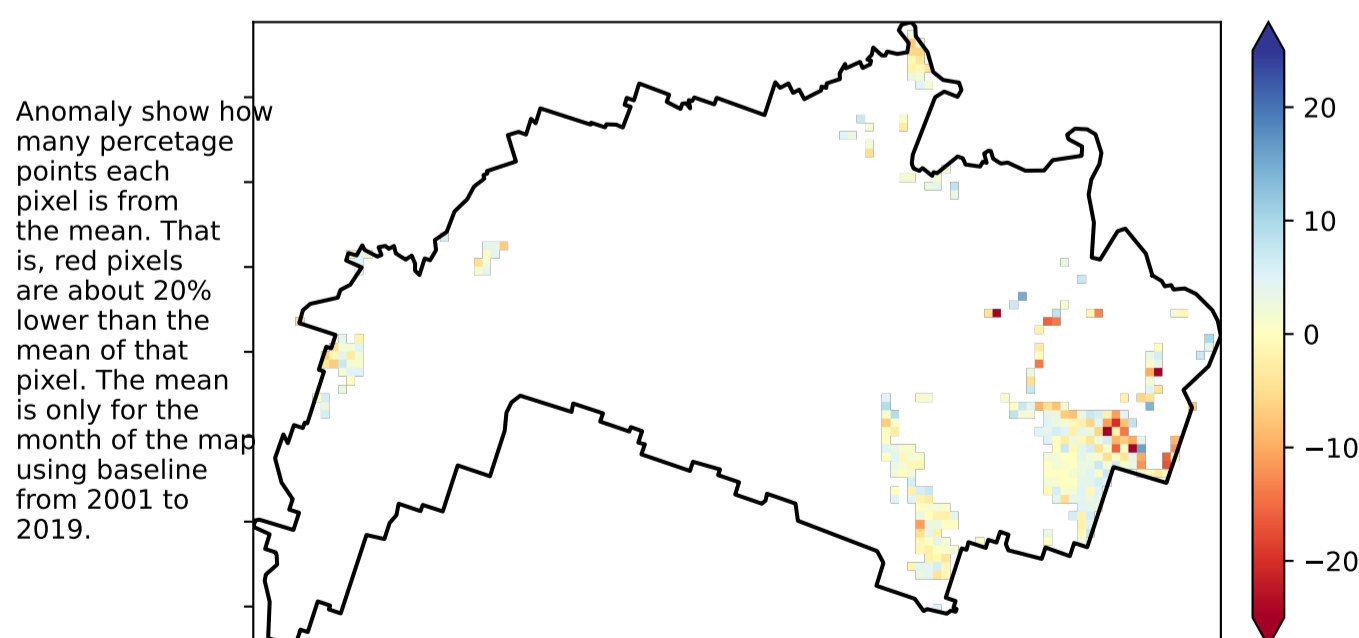 Anomaly show how
many percetage
points each
pixel is from
the mean. That
is, red pixels
are about 20%
lower than the
mean of that
pixel. The mean
is only for the
month of the map
using baseline
from 2001 to
2019.
20
10
0
−10
−20